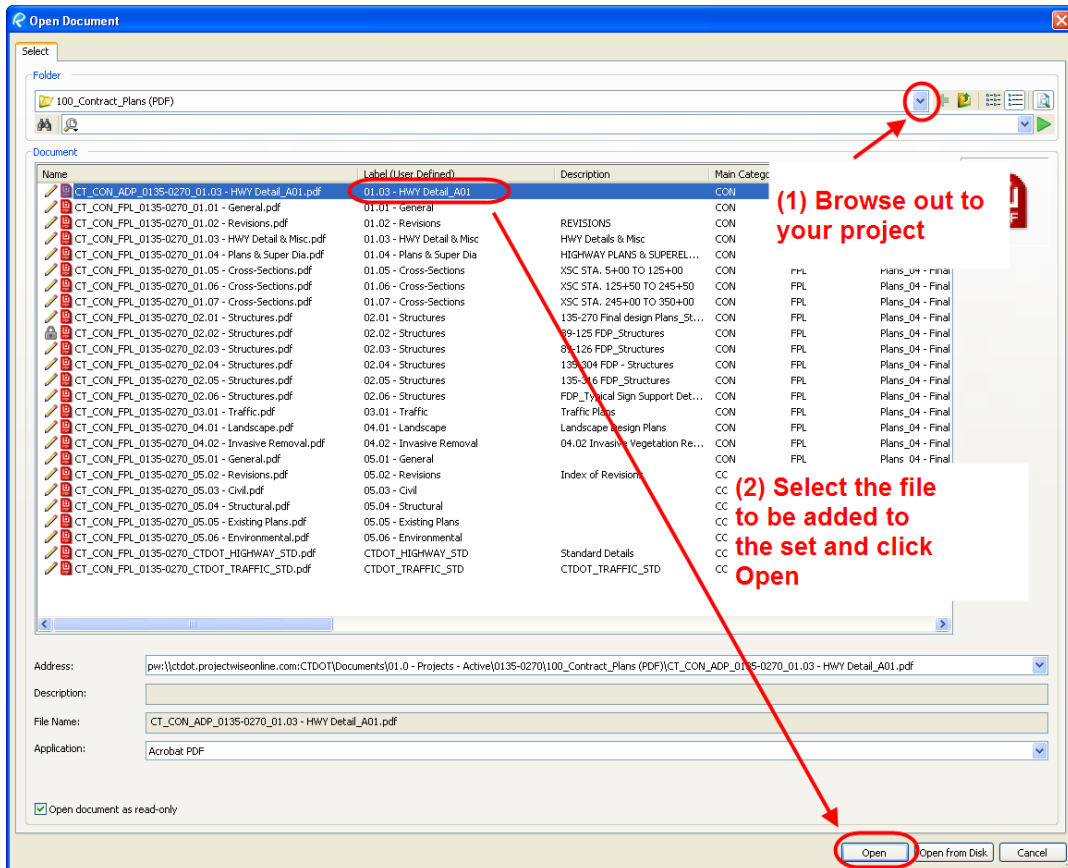 Open Document
Select
Folder
100_Contract_Plans (PDF)
Document
Name Label (User Defined) Description Main Catego
CT_CON_ADP_0135-0270_01.03 - HWY Detail_A01.pdf 01.03 - HWY Detail_A01 CON
CT_CON_FPL_0135-0270_01.01 - General.pdf 01.01 - General CON
CT_CON_FPL_0135-0270_01.02 - Revisions.pdf 01.02 - Revisions REVISIONS CON
CT_CON_FPL_0135-0270_01.03 - HWY Detail & Misc.pdf 01.03 - HWY Detail & Misc HWY Details & Misc CON
CT_CON_FPL_0135-0270_01.04 - Plans & Super Dia.pdf 01.04 - Plans & Super Dia HIGHWAY PLANS & SUPEREL... CON
CT_CON_FPL_0135-0270_01.05 - Cross-Sections.pdf 01.05 - Cross-Sections XSC STA. 5+00 TO 125+00 CON FPL Plans_04 - Final
CT_CON_FPL_0135-0270_01.06 - Cross-Sections.pdf 01.06 - Cross-Sections XSC STA. 125+50 TO 245+50 CON FPL Plans_04 - Final
CT_CON_FPL_0135-0270_01.07 - Cross-Sections.pdf 01.07 - Cross-Sections XSC STA. 245+00 TO 350+00 CON FPL Plans_04 - Final
CT_CON_FPL_0135-0270_02.01 - Structures.pdf 02.01 - Structures 135-270 Final design Plans_St... CON FPL Plans_04 - Final
CT_CON_FPL_0135-0270_02.02 - Structures.pdf 02.02 - Structures 89-125 FDP_Structures CON FPL Plans_04 - Final
CT_CON_FPL_0135-0270_02.03 - Structures.pdf 02.03 - Structures 89-126 FDP_Structures CON FPL Plans_04 - Final
CT_CON_FPL_0135-0270_02.04 - Structures.pdf 02.04 - Structures 135-304 FDP - Structures CON FPL Plans_04 - Final
CT_CON_FPL_0135-0270_02.05 - Structures.pdf 02.05 - Structures 135-316 FDP_Structures CON FPL Plans_04 - Final
CT_CON_FPL_0135-0270_02.06 - Structures.pdf 02.06 - Structures FDP_Typical Sign Support Det... CON FPL Plans_04 - Final
CT_CON_FPL_0135-0270_03.01 - Traffic.pdf 03.01 - Traffic Traffic Plans CON FPL Plans_04 - Final
CT_CON_FPL_0135-0270_04.01 - Landscape.pdf 04.01 - Landscape Landscape Design Plans CON FPL Plans_04 - Final
CT_CON_FPL_0135-0270_04.02 - Invasive Removal.pdf 04.02 - Invasive Removal 04.02 Invasive Vegetation Re... CON FPL Plans_04 - Final
CT_CON_FPL_0135-0270_05.01 - General.pdf 05.01 - General CON FPL Plans_04 - Final
CT_CON_FPL_0135-0270_05.02 - Revisions.pdf 05.02 - Revisions Index of Revisions CC
CT_CON_FPL_0135-0270_05.03 - Civil.pdf 05.03 - Civil CC
CT_CON_FPL_0135-0270_05.04 - Structural.pdf 05.04 - Structural CC
CT_CON_FPL_0135-0270_05.05 - Existing Plans.pdf 05.05 - Existing Plans CC
CT_CON_FPL_0135-0270_05.06 - Environmental.pdf 05.06 - Environmental CC
CT_CON_FPL_0135-0270_CTDOT_HIGHWAY_STD.pdf CTDOT_HIGHWAY_STD Standard Details CC
CT_CON_FPL_0135-0270_CTDOT_TRAFFIC_STD.pdf CTDOT_TRAFFIC_STD CTDOT_TRAFFIC_STD CC
(1) Browse out to
your project
(2) Select the file
to be added to
the set and click
Open
Address: pw:\\ctdot.projectwiseonline.com:CTDOT\Documents\01.0 - Projects - Active\0135-0270\100_Contract_Plans (PDF)\CT_CON_ADP_0135-0270_01.03 - HWY Detail_A01.pdf
Description:
File Name: CT_CON_ADP_0135-0270_01.03 - HWY Detail_A01.pdf
Application: Acrobat PDF
Open document as read-only
Open Open from Disk Cancel